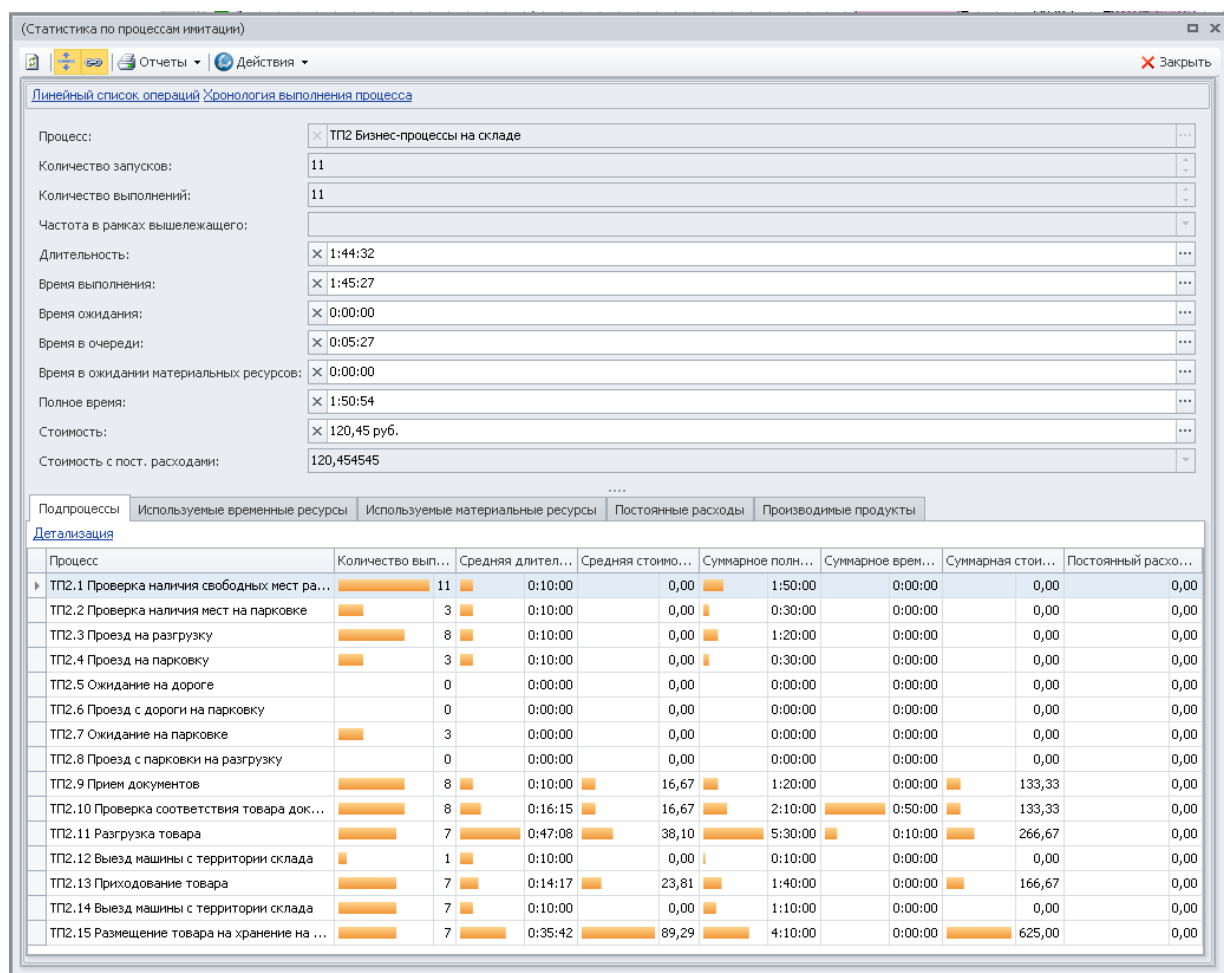 (Статистика по процессам имитации)
Отчеты Действия Закрыть
Линейный список операций Хронология выполнения процесса
Процесс: ТП2 Бизнес-процессы на складе
Количество запусков: 11
Количество выполнений: 11
Частота в рамках вышележащего:
Длительность: 1:44:32
Время выполнения: 1:45:27
Время ожидания: 0:00:00
Время в очереди: 0:05:27
Время в ожидании материальных ресурсов: 0:00:00
Полное время: 1:50:54
Стоимость: 120,45 руб.
Стоимость с пост. расходами: 120,454545
Подпроцессы Используемые временные ресурсы Используемые материальные ресурсы Постоянные расходы Производимые продукты
Детализация
Процесс Количество вып... Средняя длител... Средняя стоимо... Суммарное полн... Суммарное врем... Суммарная стои... Постоянный расхо...
ТП2.1 Проверка наличия свободных мест ра... 11 0:10:00 0,00 1:50:00 0:00:00 0,00 0,00
ТП2.2 Проверка наличия мест на парковке 3 0:10:00 0,00 0:30:00 0:00:00 0,00 0,00
ТП2.3 Проезд на разгрузку 8 0:10:00 0,00 1:20:00 0:00:00 0,00 0,00
ТП2.4 Проезд на парковку 3 0:10:00 0,00 0:30:00 0:00:00 0,00 0,00
ТП2.5 Ожидание на дороге 0 0:00:00 0,00 0:00:00 0:00:00 0,00 0,00
ТП2.6 Проезд с дороги на парковку 0 0:00:00 0,00 0:00:00 0:00:00 0,00 0,00
ТП2.7 Ожидание на парковке 3 0:00:00 0,00 0:00:00 0:00:00 0,00 0,00
ТП2.8 Проезд с парковки на разгрузку 0 0:00:00 0,00 0:00:00 0:00:00 0,00 0,00
ТП2.9 Прием документов 8 0:10:00 16,67 1:20:00 0:00:00 133,33 0,00
ТП2.10 Проверка соответствия товара док... 8 0:16:15 16,67 2:10:00 0:50:00 133,33 0,00
ТП2.11 Разгрузка товара 7 0:47:08 38,10 5:30:00 0:10:00 266,67 0,00
ТП2.12 Выезд машины с территории склада 1 0:10:00 0,00 0:10:00 0:00:00 0,00 0,00
ТП2.13 Приходование товара 7 0:14:17 23,81 1:40:00 0:00:00 166,67 0,00
ТП2.14 Выезд машины с территории склада 7 0:10:00 0,00 1:10:00 0:00:00 0,00 0,00
ТП2.15 Размещение товара на хранение на ... 7 0:35:42 89,29 4:10:00 0:00:00 625,00 0,00